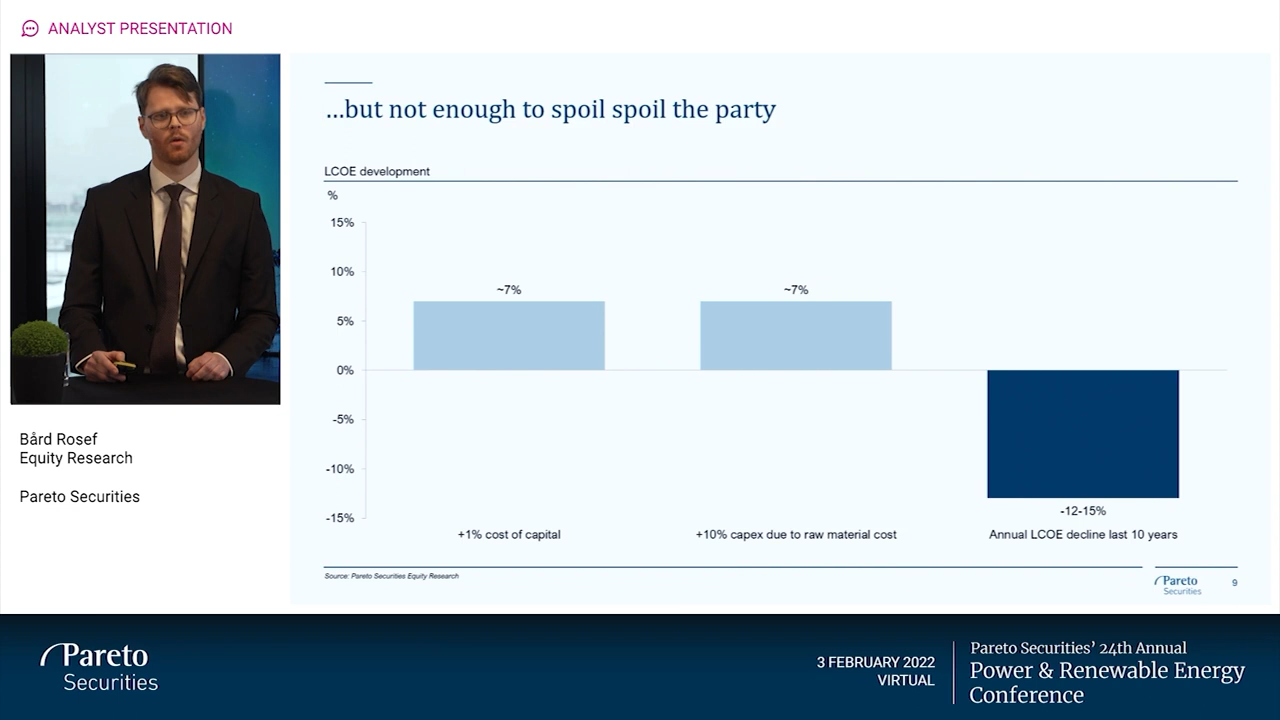 ANALYST PRESENTATION
...but not enough to spoil spoil the party
LCOE development
%
15%
10%
5%
0%
-5%
-10%
-15%
~7%
~7%
-12-15%
+1% cost of capital
+10% capex due to raw material cost
Annual LCOE decline last 10 years
Source: Pareto Securities Equity Research
Pareto
Securities
9
Bård Rosef
Equity Research
Pareto Securities
Pareto
Securities
3 FEBRUARY 2022
VIRTUAL
Pareto Securities’ 24th Annual
Power & Renewable Energy
Conference